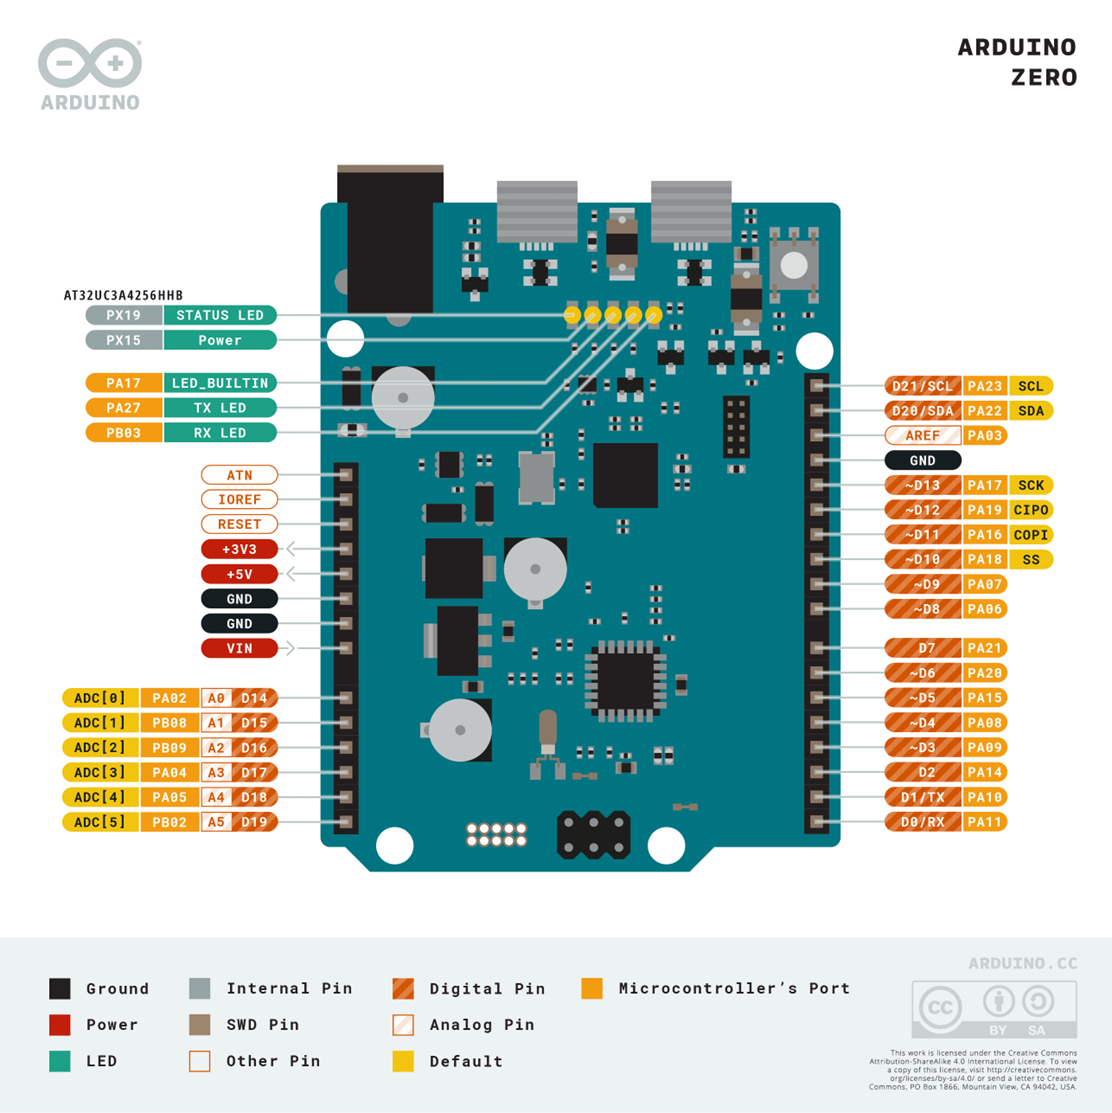 ARDUINO
ARDUINO
ZERO
AT32UC3A4256HHB
PX19 STATUS LED
PX15 Power
PA17 LED_BUILTIN
PA27 TX LED
PB03 RX LED
ATN
IOREF
RESET
+3V3
+5V
GND
GND
VIN
ADC[0] PA02 A0 D14
ADC[1] PB08 A1 D15
ADC[2] PB09 A2 D16
ADC[3] PA04 A3 D17
ADC[4] PA05 A4 D18
ADC[5] PB02 A5 D19
D21/SCL PA23 SCL
D20/SDA PA22 SDA
AREF PA03
GND
~D13 PA17 SCK
~D12 PA19 CIPO
~D11 PA16 COPI
~D10 PA18 SS
~D9 PA07
~D8 PA06
D7 PA21
~D6 PA20
~D5 PA15
~D4 PA08
~D3 PA09
D2 PA14
D1/TX PA10
D0/RX PA11
Ground
Power
LED
Internal Pin
SWD Pin
Other Pin
Digital Pin
Analog Pin
Default
Microcontroller's Port
ARDUINO.CC
cc
BY SA
This work is licensed under the Creative Commons
Attribution-ShareAlike 4.0 International License. To view
a copy of this license, visit http://creativecommons.
org/licenses/by-sa/4.0/ or send a letter to Creative
Commons, PO Box 1866, Mountain View, CA 94042, USA.